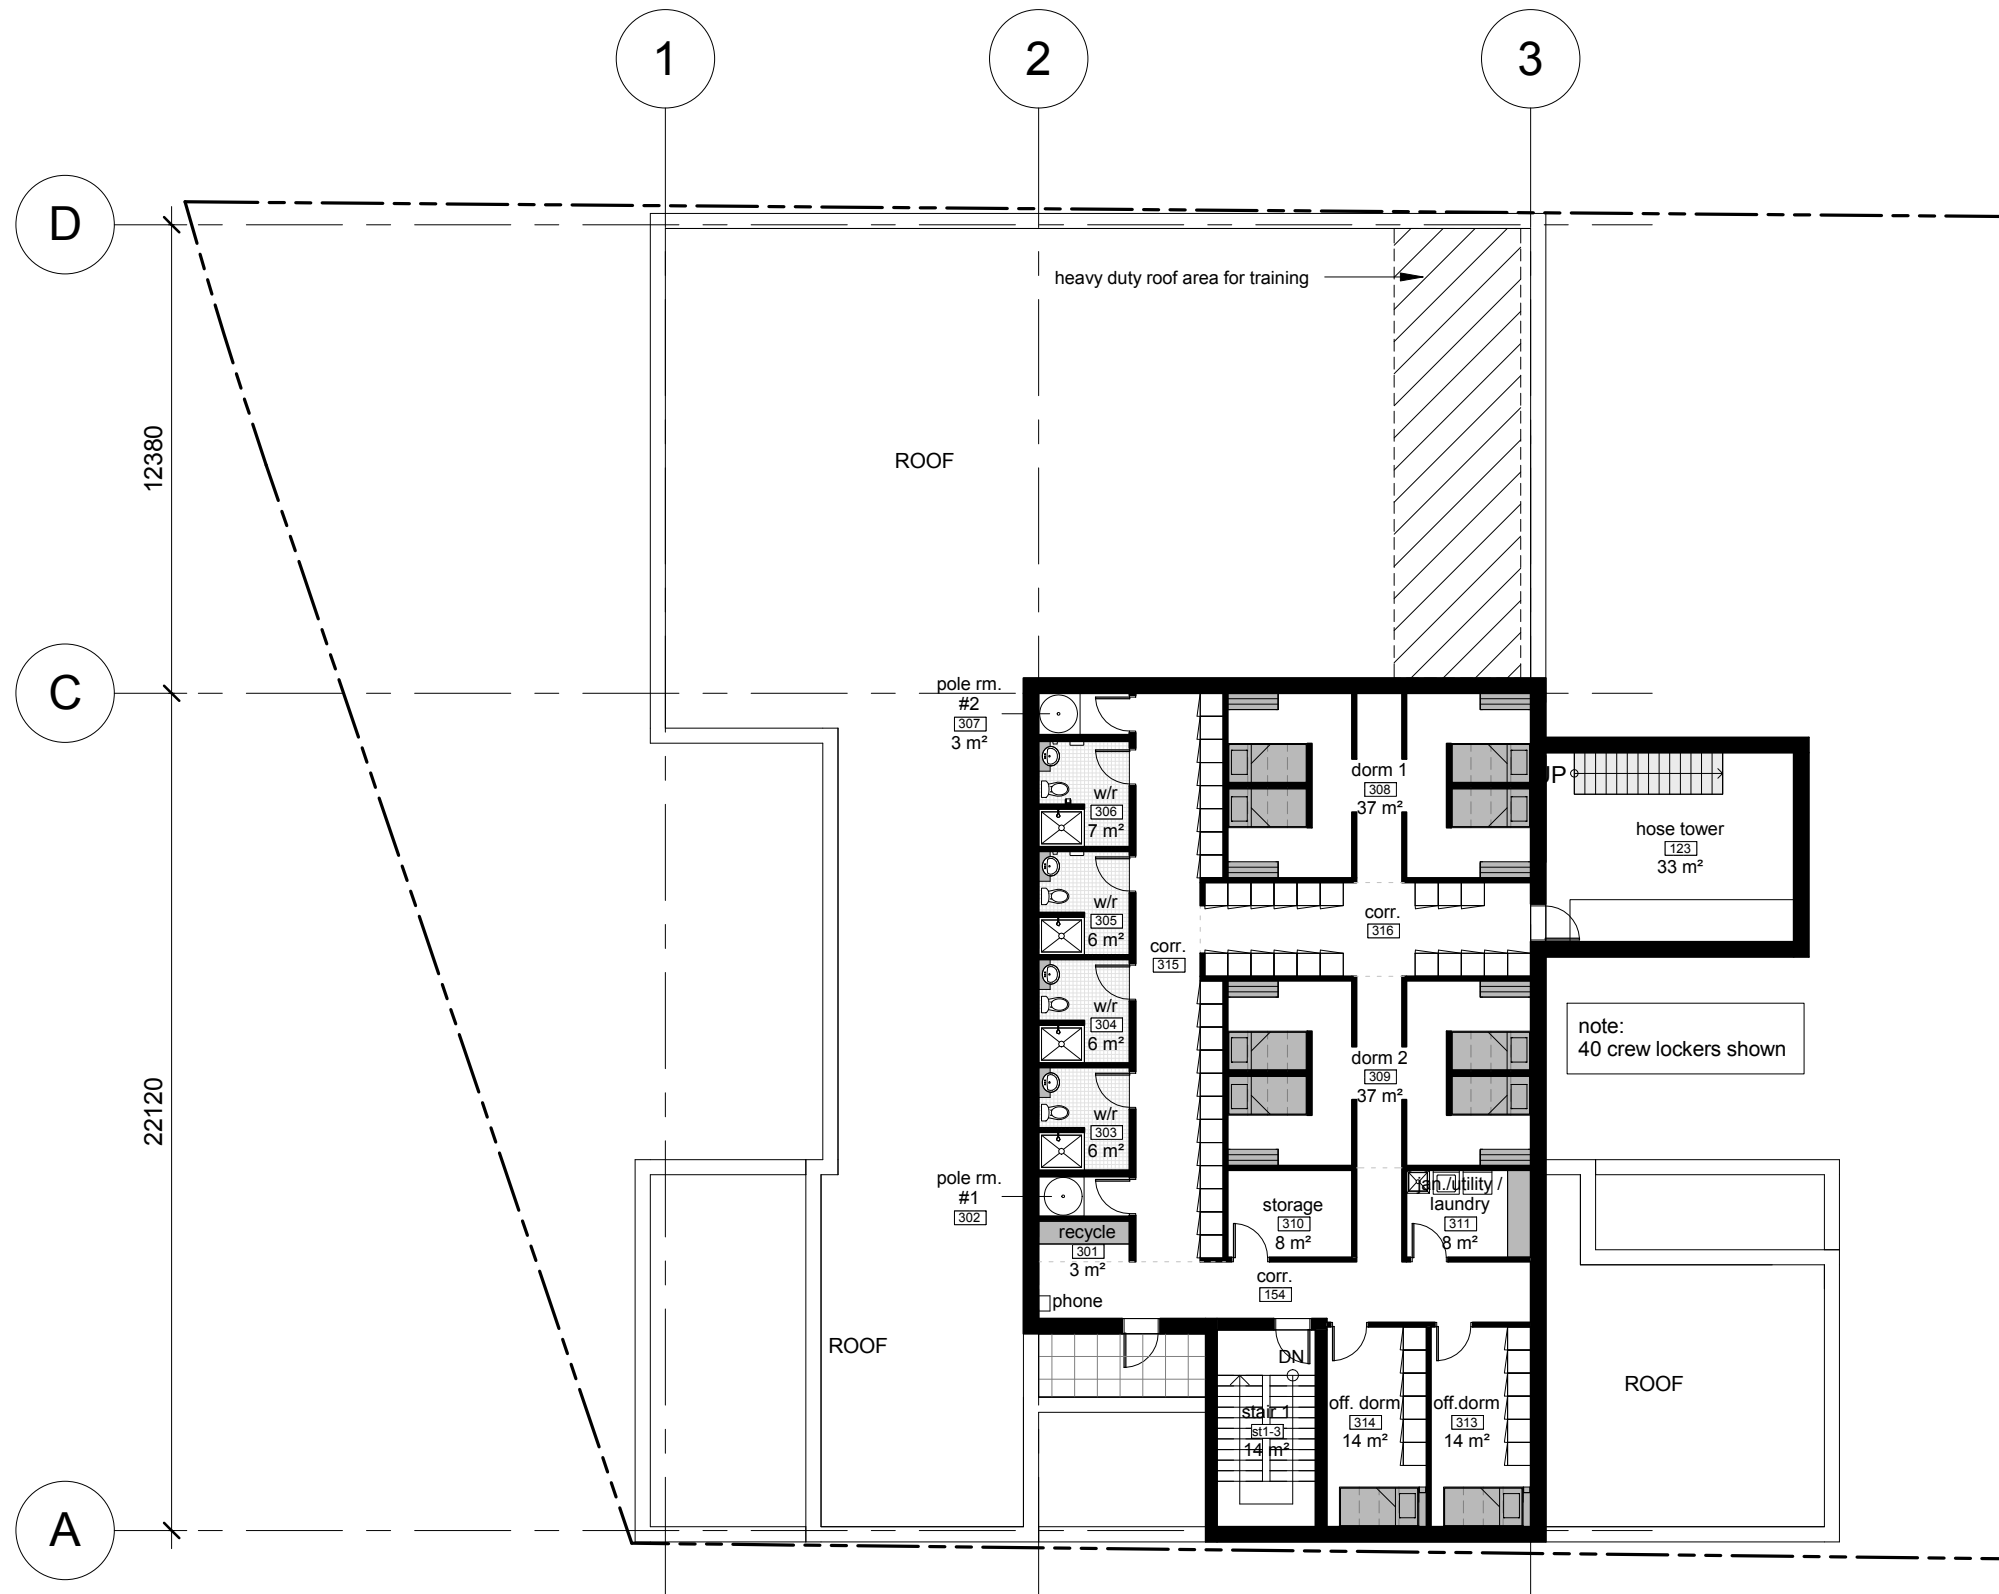 1
2
3
D
12380
heavy duty roof area for training
ROOF
C
pole rm.
#2
307
3 m²
w/r
306
7 m²
dorm 1
308
37 m²
UP
hose tower
123
33 m²
w/r
305
6 m²
corr.
315
corr.
316
w/r
304
6 m²
note:
40 crew lockers shown
dorm 2
309
37 m²
22120
w/r
303
6 m²
pole rm.
#1
302
recycle
301
3 m²
storage
310
8 m²
jan./utility /
laundry
311
8 m²
corr.
154
phone
ROOF
DN
stair 1
st1-3
14 m²
off. dorm
314
14 m²
off.dorm
313
14 m²
ROOF
A